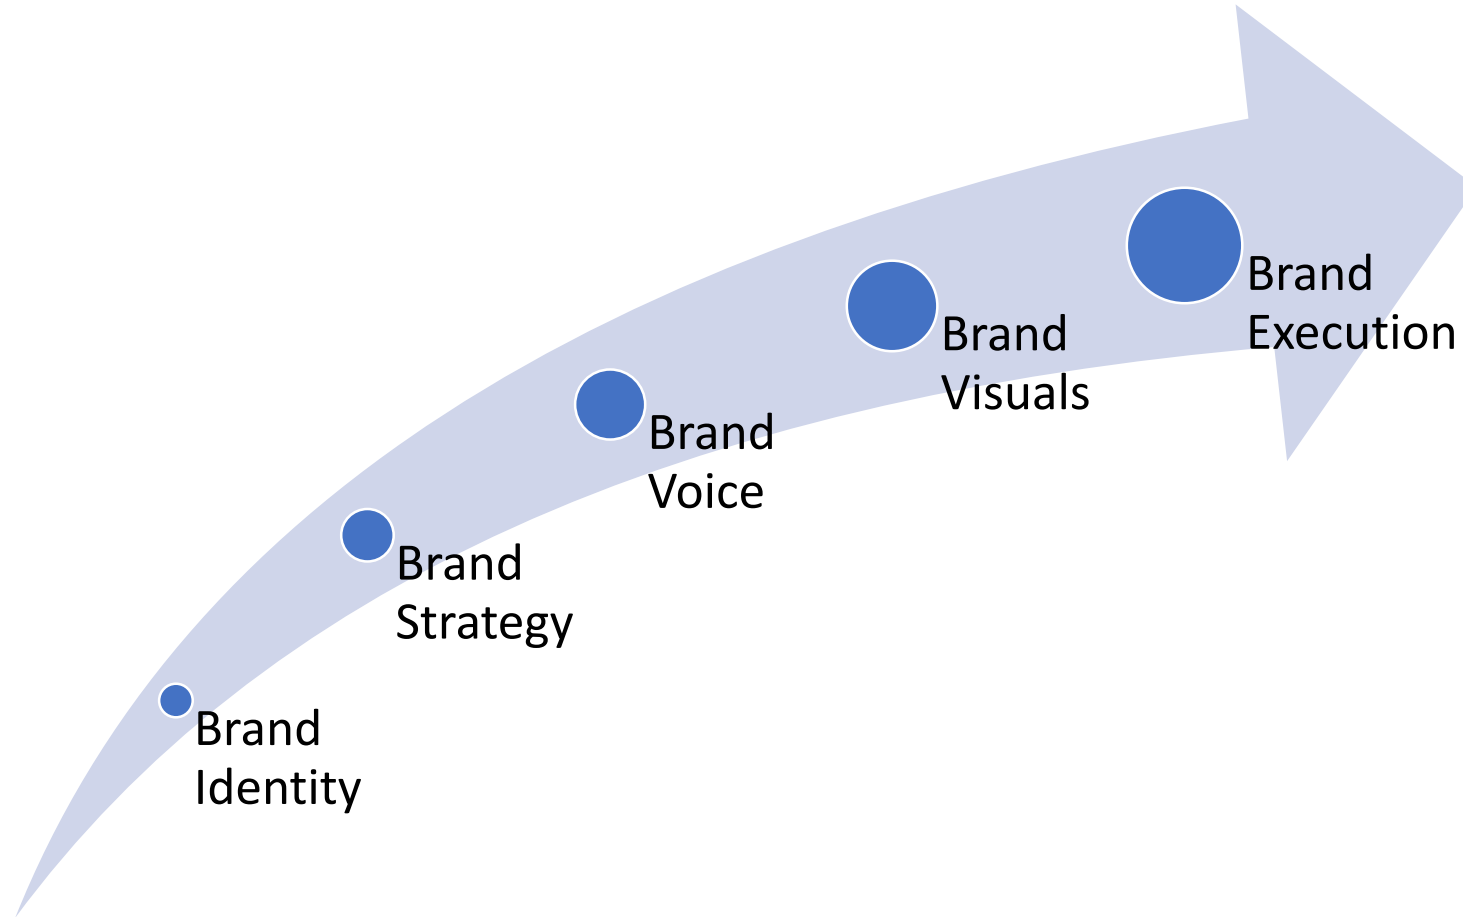 Brand
Identity
Brand
Strategy
Brand
Voice
Brand
Visuals
Brand
Execution